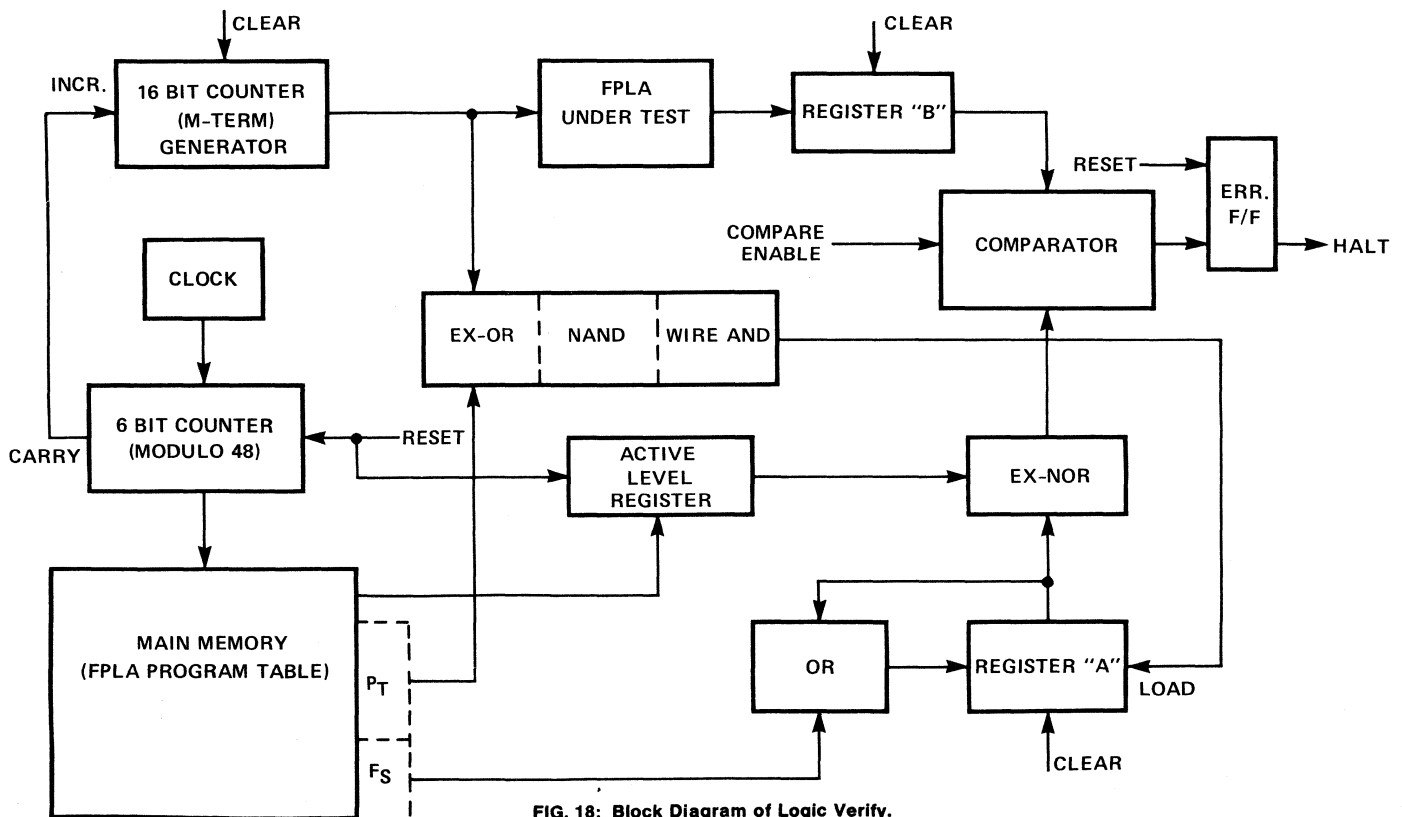 CLEAR
INCR.
16 BIT COUNTER
(M-TERM)
GENERATOR
FPLA
UNDER TEST
CLEAR
REGISTER "B"
RESET
ERR.
F/F
HALT
COMPARE
ENABLE
COMPARATOR
CLOCK
EX-OR
NAND
WIRE AND
6 BIT COUNTER
(MODULO 48)
CARRY
RESET
ACTIVE
LEVEL
REGISTER
EX-NOR
MAIN MEMORY
(FPLA PROGRAM TABLE)
PT
FS
OR
REGISTER "A"
LOAD
CLEAR
FIG. 18: Block Diagram of Logic Verify.